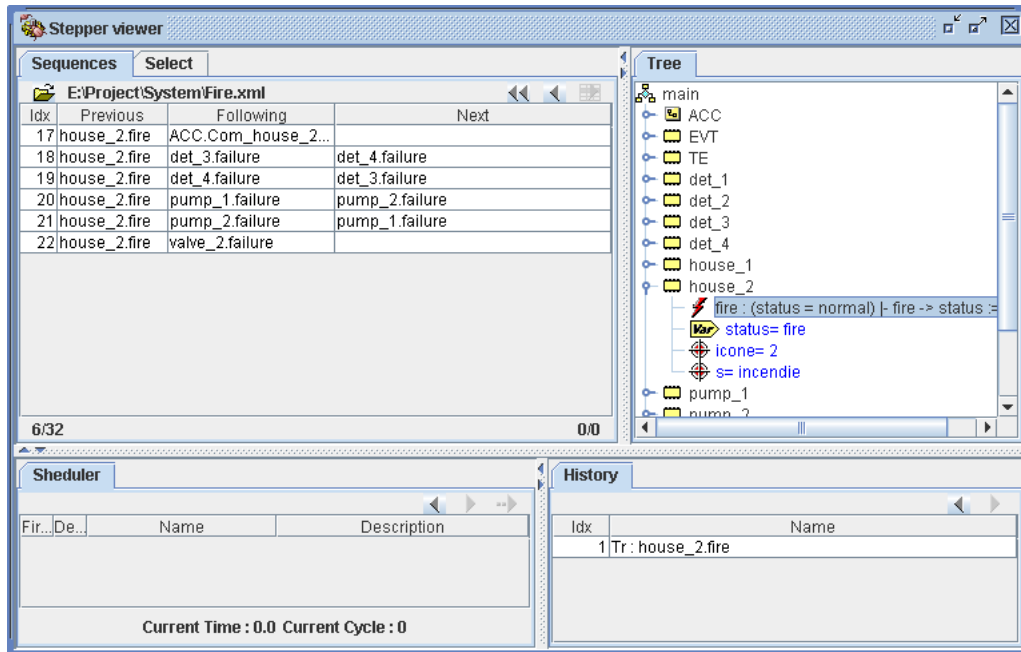 Stepper viewer
Sequences Select
E:\Project\System\Fire.xml
Idx Previous Following Next
17 house_2.fire ACC.Com_house_2...
18 house_2.fire det_3.failure det_4.failure
19 house_2.fire det_4.failure det_3.failure
20 house_2.fire pump_1.failure pump_2.failure
21 house_2.fire pump_2.failure pump_1.failure
22 house_2.fire valve_2.failure
6/32 0/0
Tree
main
ACC
EVT
TE
det_1
det_2
det_3
det_4
house_1
house_2
fire : (status = normal) |- fire -> status :=
Var status= fire
icone= 2
s= incendie
pump_1
pump_2
Sheduler
Fir... De... Name Description
Current Time : 0.0 Current Cycle : 0
History
Idx Name
1 Tr : house_2.fire